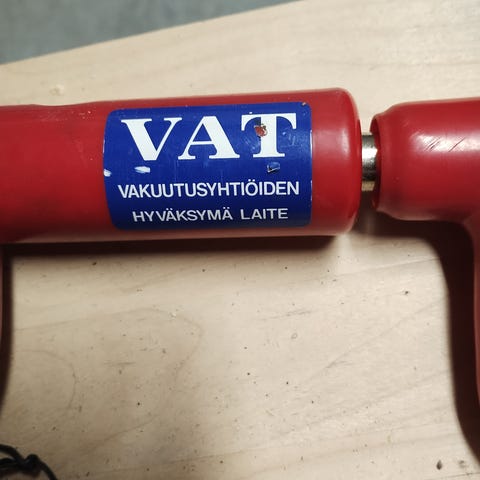 VAT
VAKUUTUSYHTIÖIDEN
HYVÄKSYMÄ LAITE